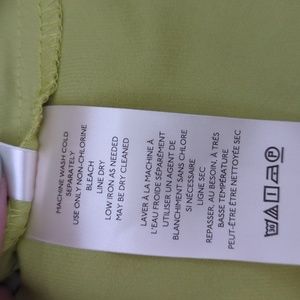 MACHINE WASH COLD
SEPARATELY
USE ONLY NON-CHLORINE
BLEACH
LINE DRY
LOW IRON AS NEEDED
MAY BE DRY CLEANED
LAVER À LA MACHINE À
L'EAU FROIDE SÉPARÉMENT
UTILISER UN AGENT DE
BLANCHIMENT SANS CHLORE
SI NÉCESSAIRE
LIGNE SEC
REPASSER, AU BESOIN, À TRÈS
BASSE TEMPÉRATURE
PEUT-ÊTRE ÊTRE NETTOYÉE SEC
30